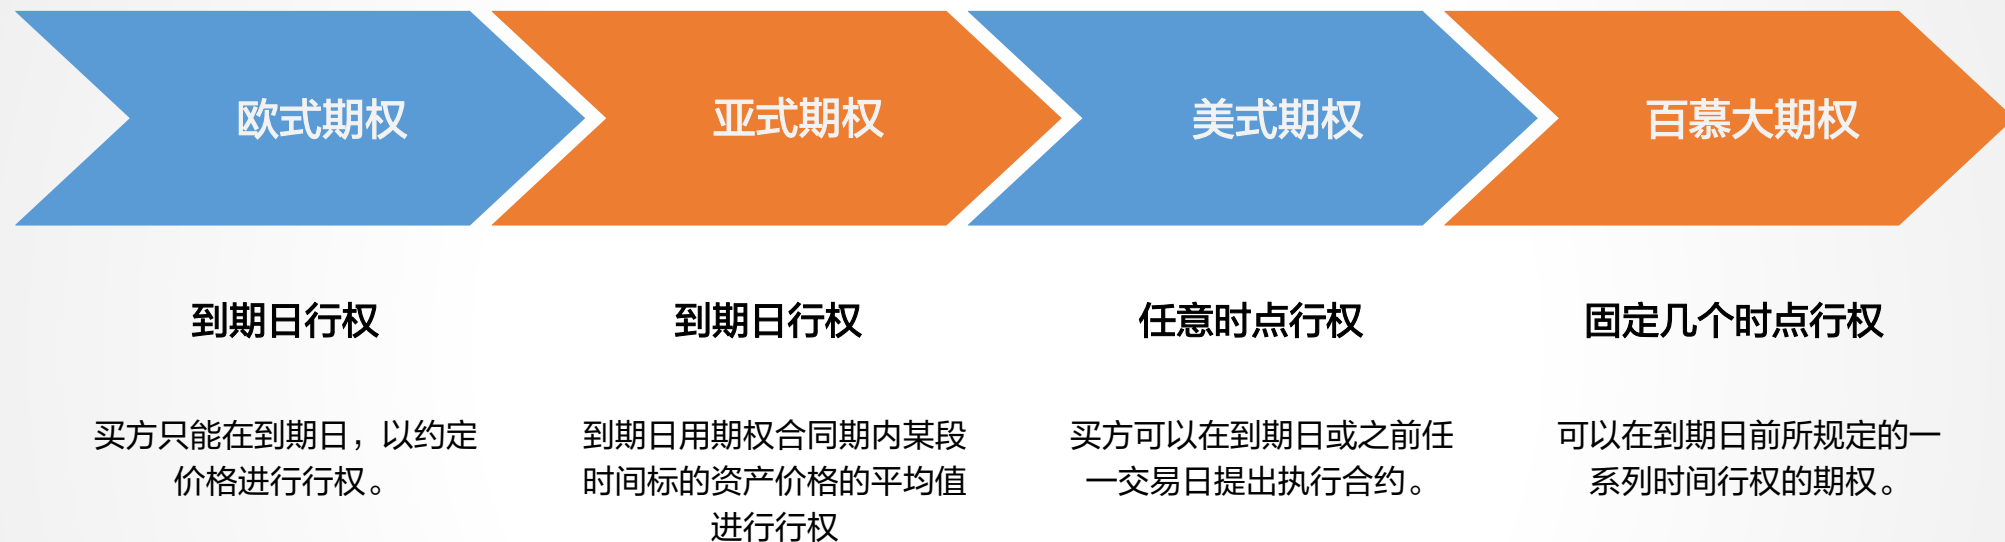 欧式期权
亚式期权
美式期权
百慕大期权
到期日行权
到期日行权
任意时点行权
固定几个时点行权
买方只能在到期日，以约定
价格进行行权。
到期日用期权合同期内某段
时间标的资产价格的平均值
进行行权
买方可以在到期日或之前任
一交易日提出执行合约。
可以在到期日前所规定的一
系列时间行权的期权。